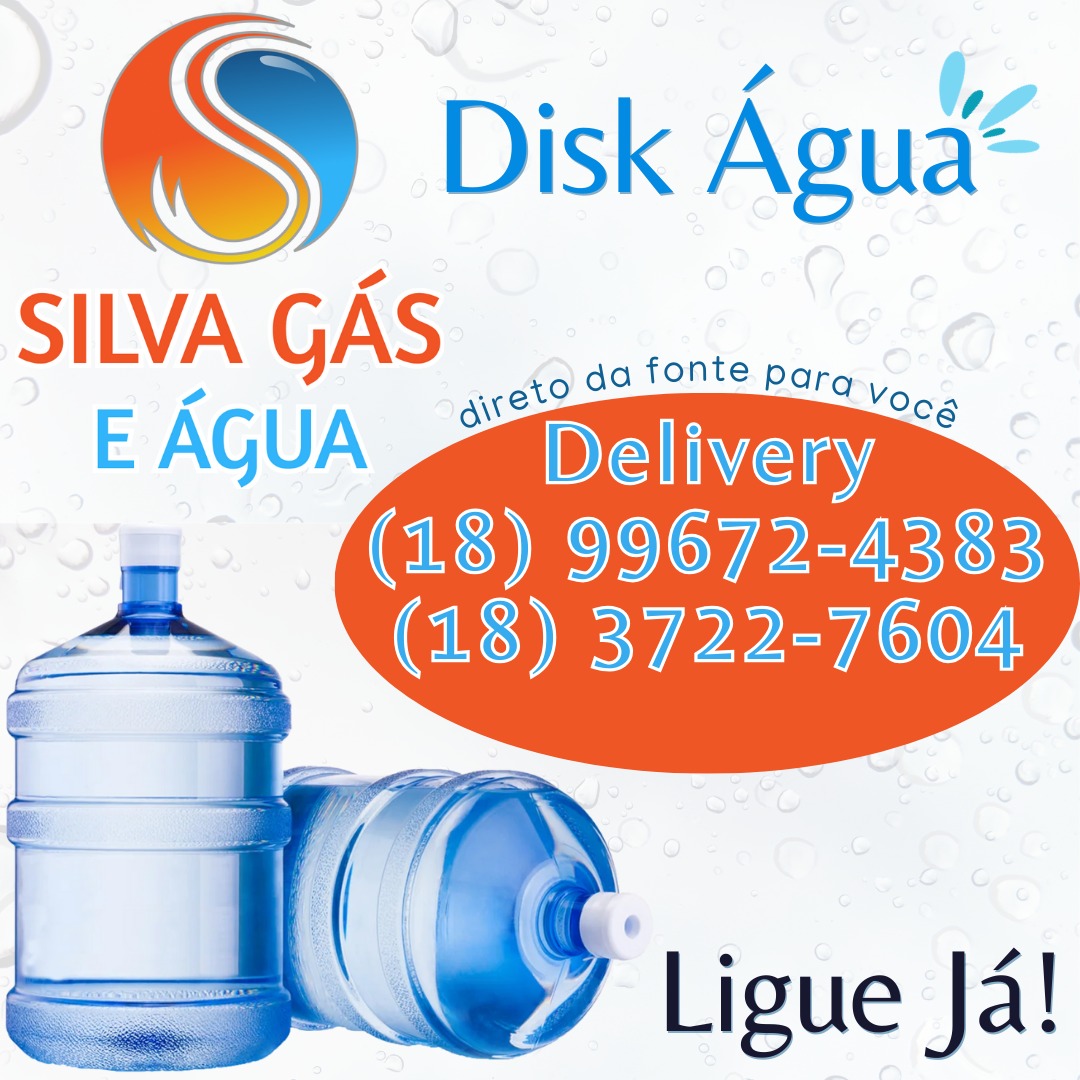 Disk Água
SILVA GÁS
E ÁGUA
direto da fonte para você
Delivery
(18) 99672-4383
(18) 3722-7604
Ligue Já!